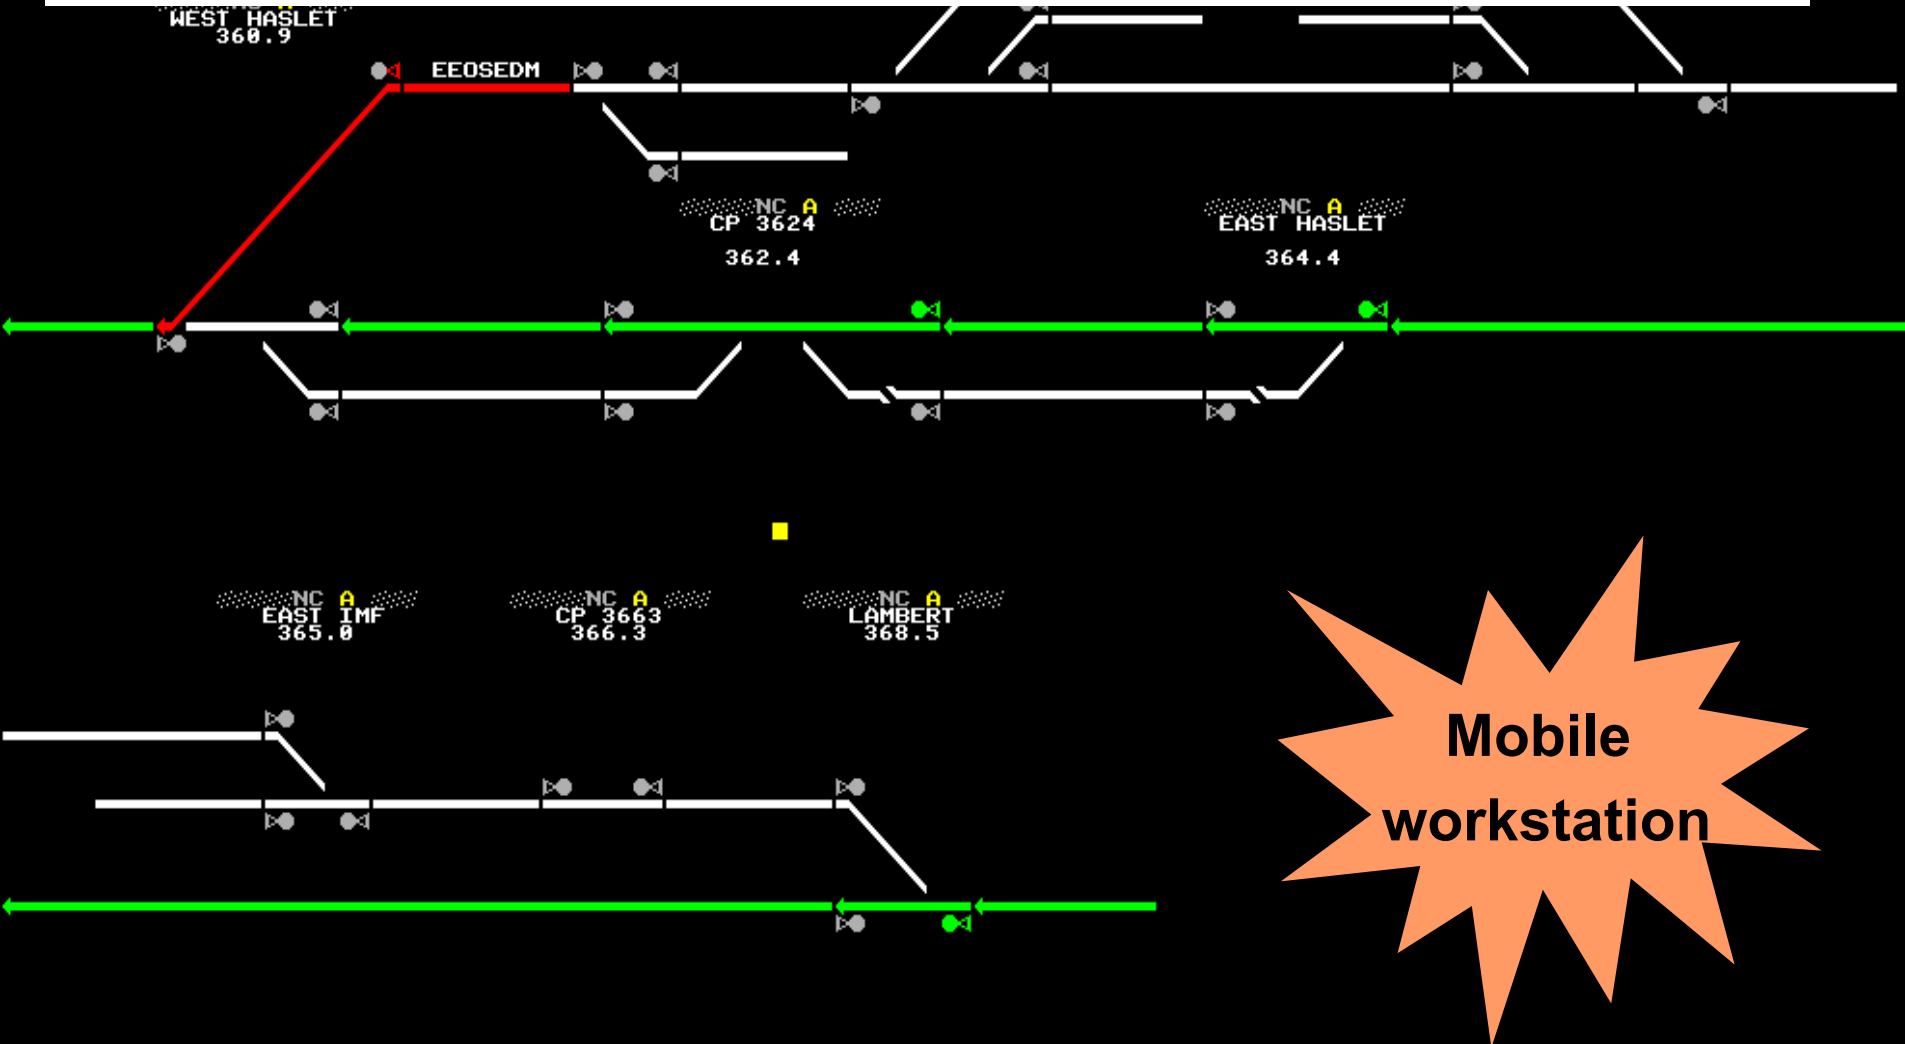 WEST HASLET
360.9
EEOSEDM
NC A
CP 3624
362.4
NC A
EAST HASLET
364.4
NC A
EAST IMF
365.0
NC A
CP 3663
366.3
NC A
LAMBERT
368.5
Mobile
workstation